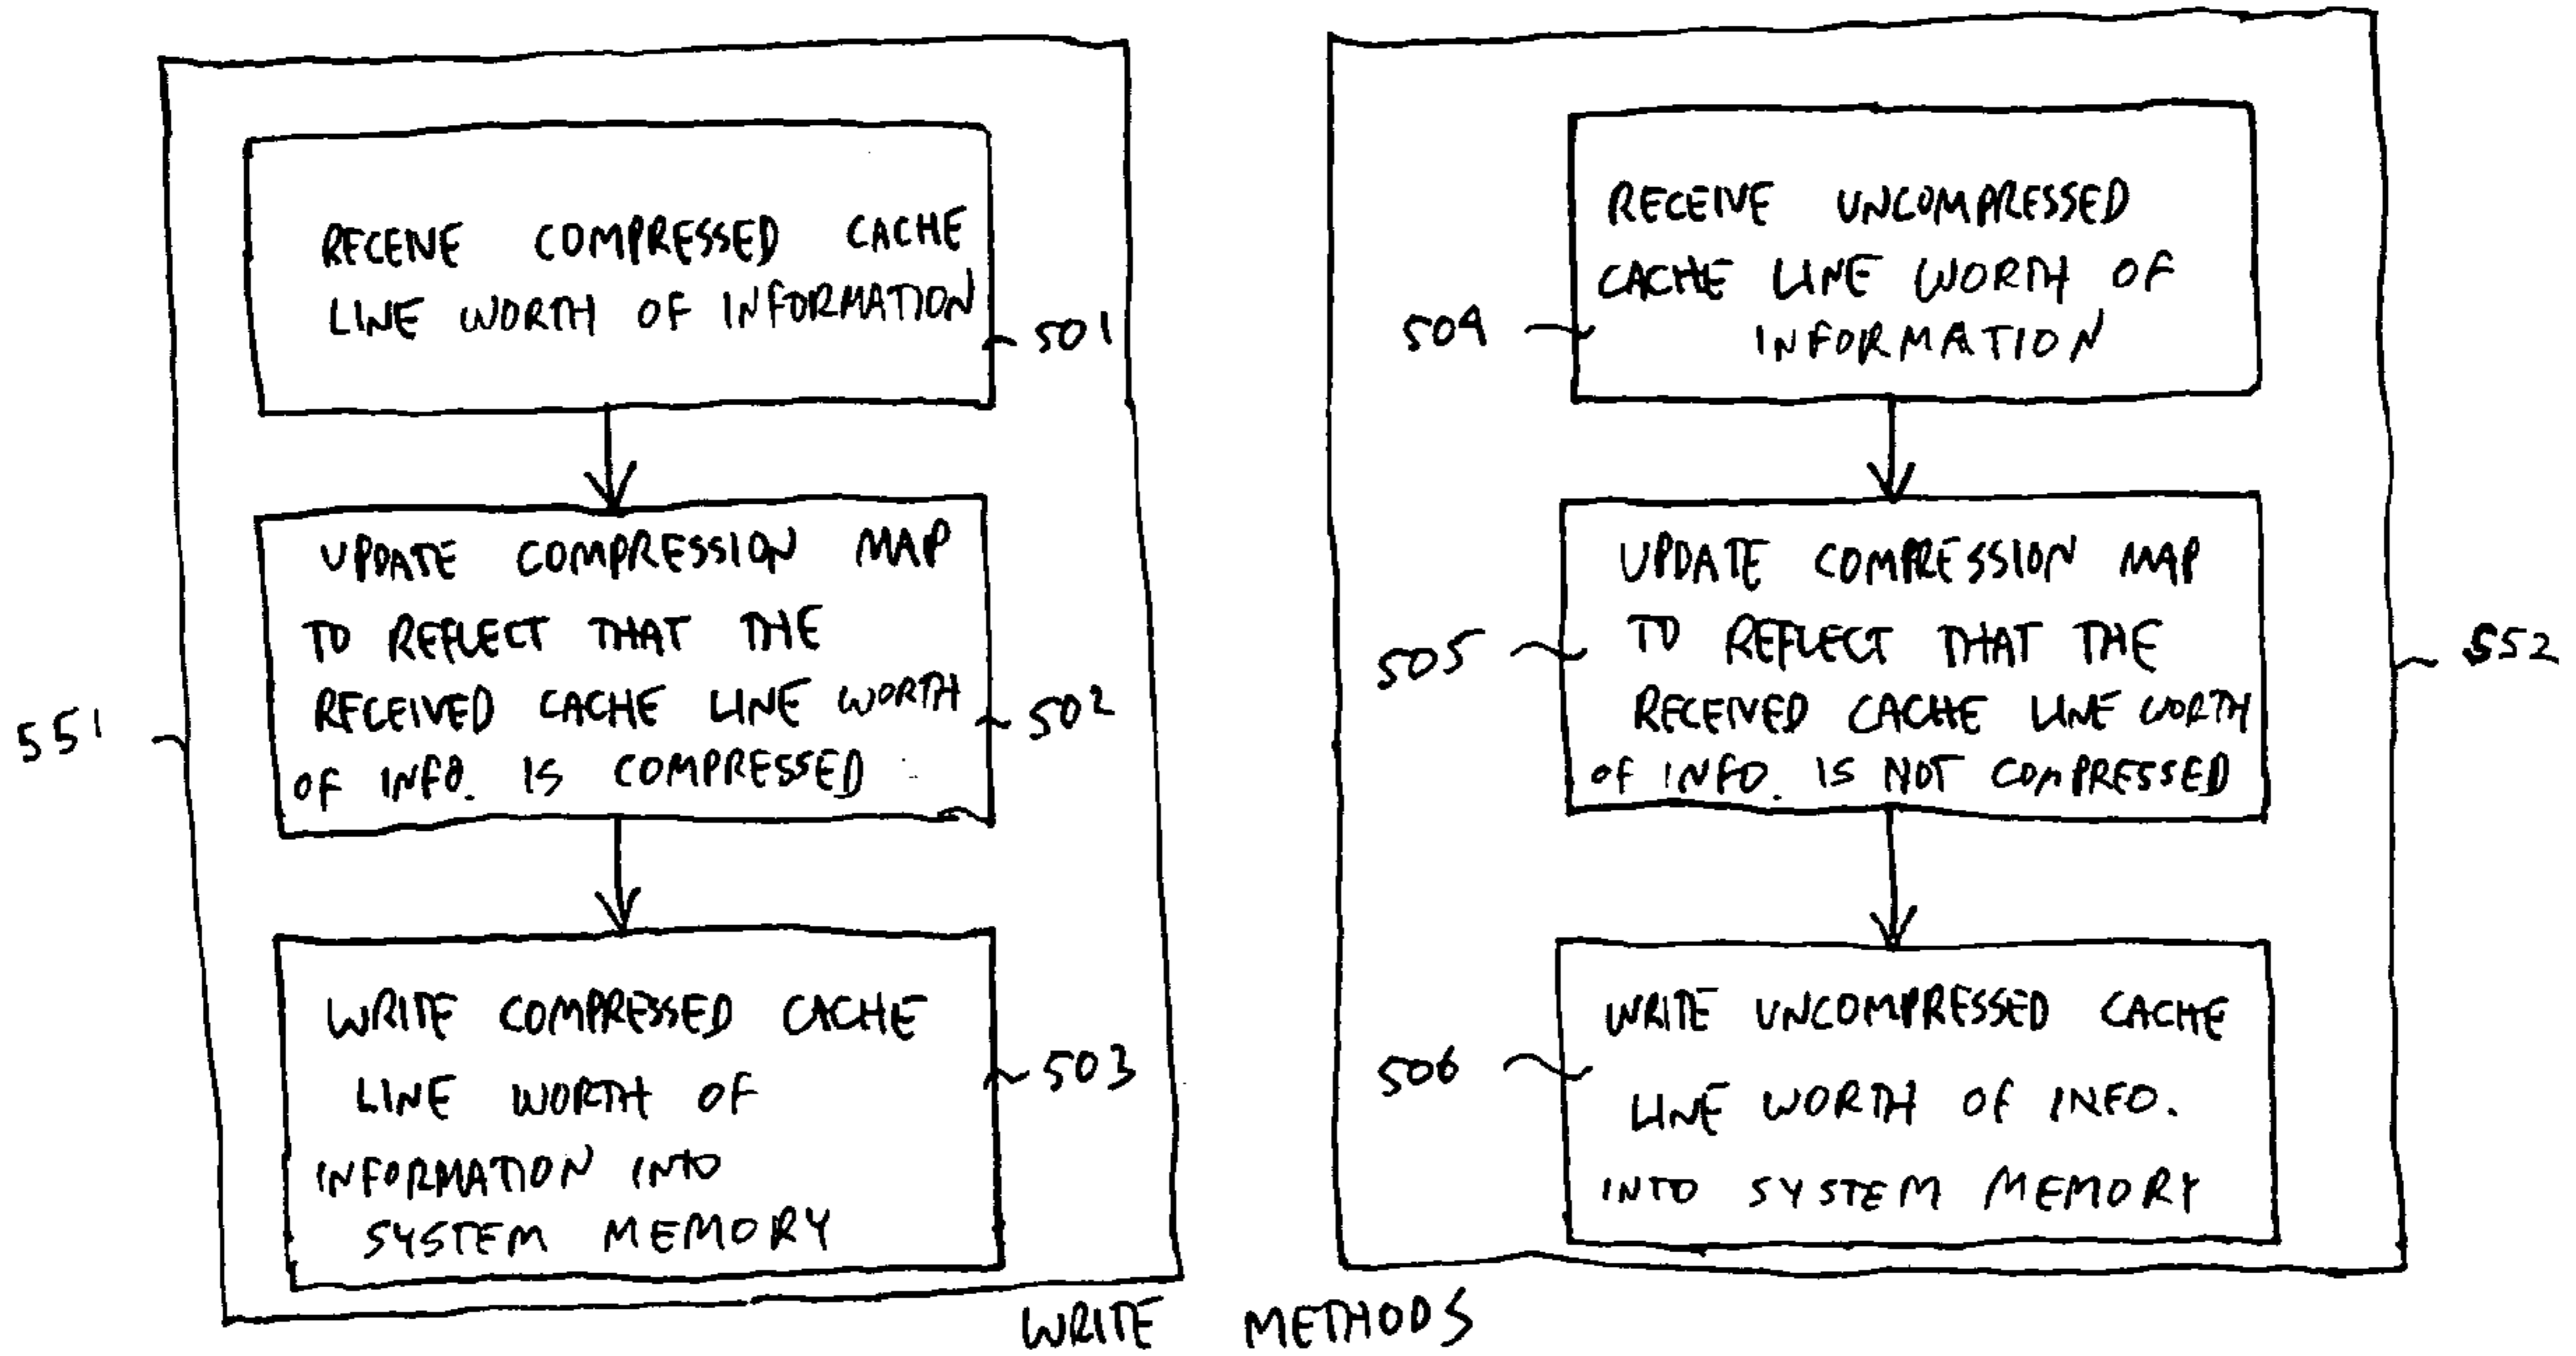 RECEIVE COMPRESSED CACHE
LINE WORTH OF INFORMATION
501
UPDATE COMPRESSION MAP
TO REFLECT THAT THE
RECEIVED CACHE LINE WORTH
OF INFO. IS COMPRESSED
502
551
WRITE COMPRESSED CACHE
LINE WORTH OF
INFORMATION INTO
SYSTEM MEMORY
503
RECEIVE UNCOMPRESSED
CACHE LINE WORTH OF
INFORMATION
504
UPDATE COMPRESSION MAP
TO REFLECT THAT THE
RECEIVED CACHE LINE WORTH
OF INFO. IS NOT COMPRESSED
505
552
WRITE UNCOMPRESSED CACHE
LINE WORTH OF INFO.
INTO SYSTEM MEMORY
506
WRITE METHODS